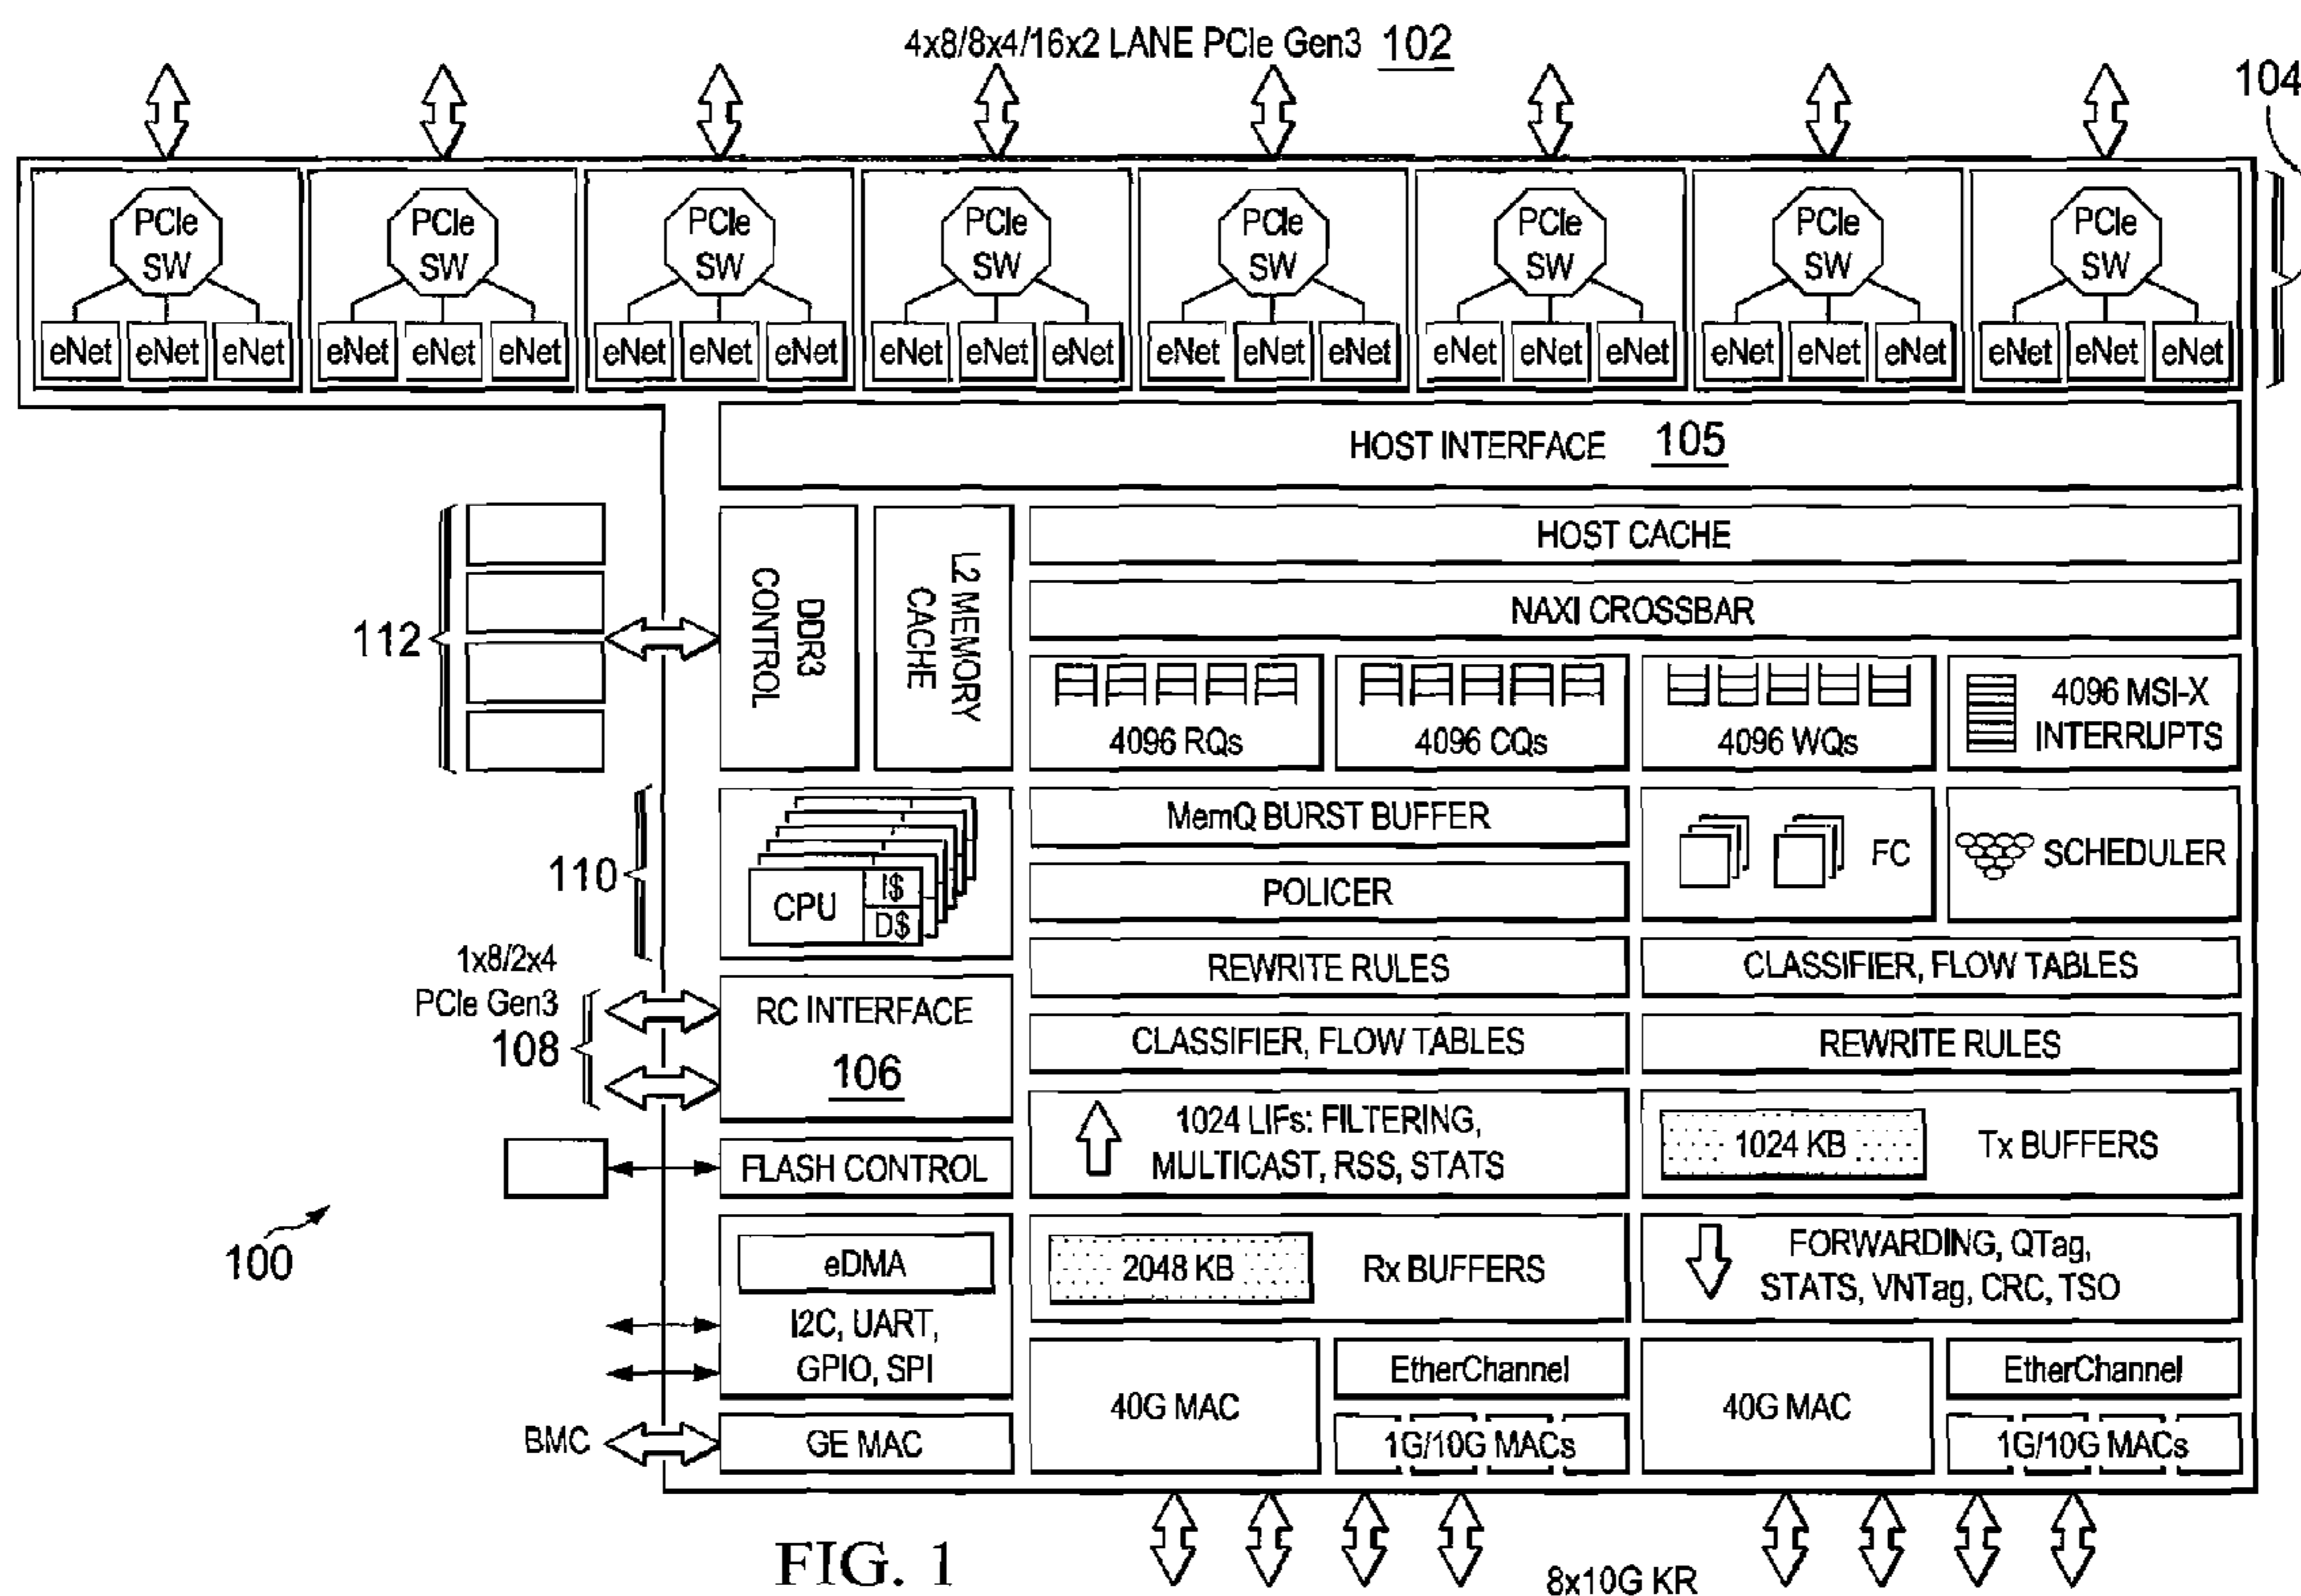 4x8/8x4/16x2 LANE PCIe Gen3 102
104
PCIe SW
eNet eNet eNet
PCIe SW
eNet eNet eNet
PCIe SW
eNet eNet eNet
PCIe SW
eNet eNet eNet
PCIe SW
eNet eNet eNet
PCIe SW
eNet eNet eNet
PCIe SW
eNet eNet eNet
PCIe SW
eNet eNet eNet
HOST INTERFACE 105
112
DDR3
CONTROL
L2 MEMORY
CACHE
HOST CACHE
NAXI CROSSBAR
4096 RQs
4096 CQs
4096 WQs
4096 MSI-X
INTERRUPTS
110
CPU
I$
D$
MemQ BURST BUFFER
POLICER
FC
SCHEDULER
REWRITE RULES
CLASSIFIER, FLOW TABLES
1x8/2x4
PCIe Gen3
108
RC INTERFACE
106
CLASSIFIER, FLOW TABLES
REWRITE RULES
1024 LIFs: FILTERING,
MULTICAST, RSS, STATS
1024 KB
Tx BUFFERS
FLASH CONTROL
100
eDMA
I2C, UART,
GPIO, SPI
2048 KB
Rx BUFFERS
FORWARDING, QTag,
STATS, VNTag, CRC, TSO
40G MAC
EtherChannel
1G/10G MACs
40G MAC
EtherChannel
1G/10G MACs
BMC
GE MAC
FIG. 1
8x10G KR